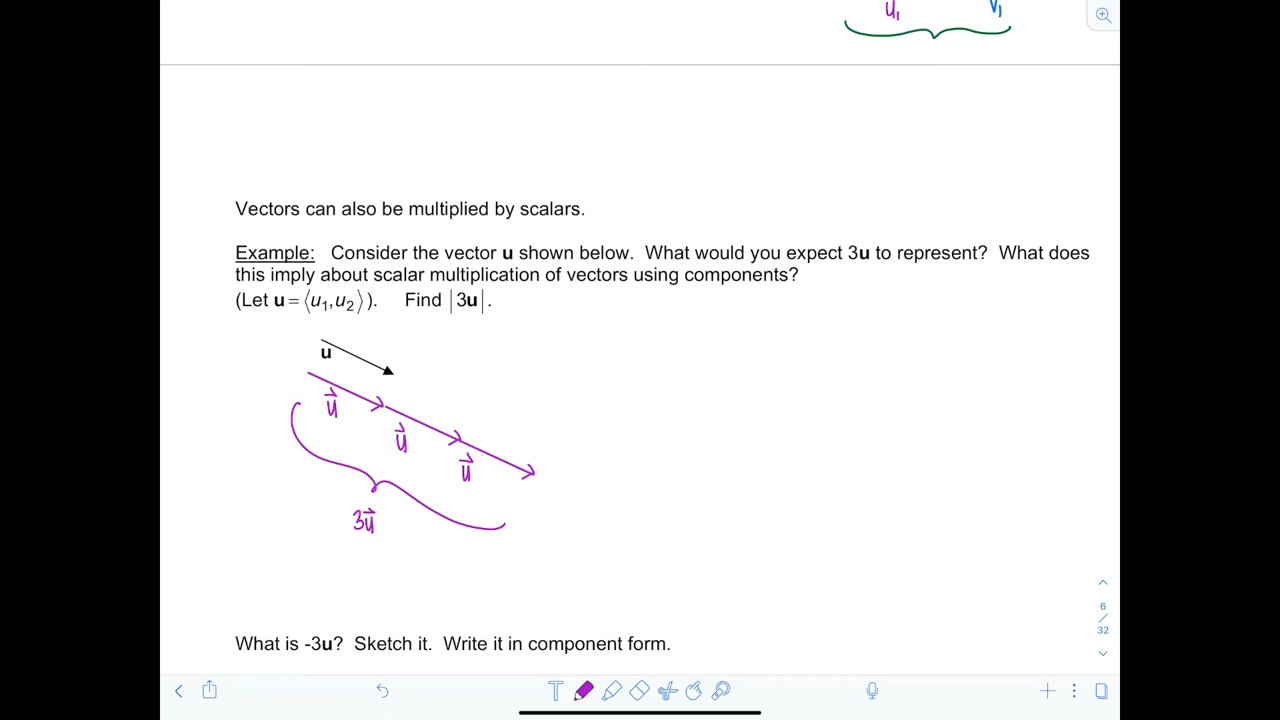 u₁ v₁
Vectors can also be multiplied by scalars.
Example: Consider the vector u shown below. What would you expect 3u to represent? What does
this imply about scalar multiplication of vectors using components?
(Let u = ⟨u₁,u₂⟩). Find |3u|.
u
u⃗
u⃗
u⃗
3u⃗
What is -3u? Sketch it. Write it in component form.
6
/
32
T